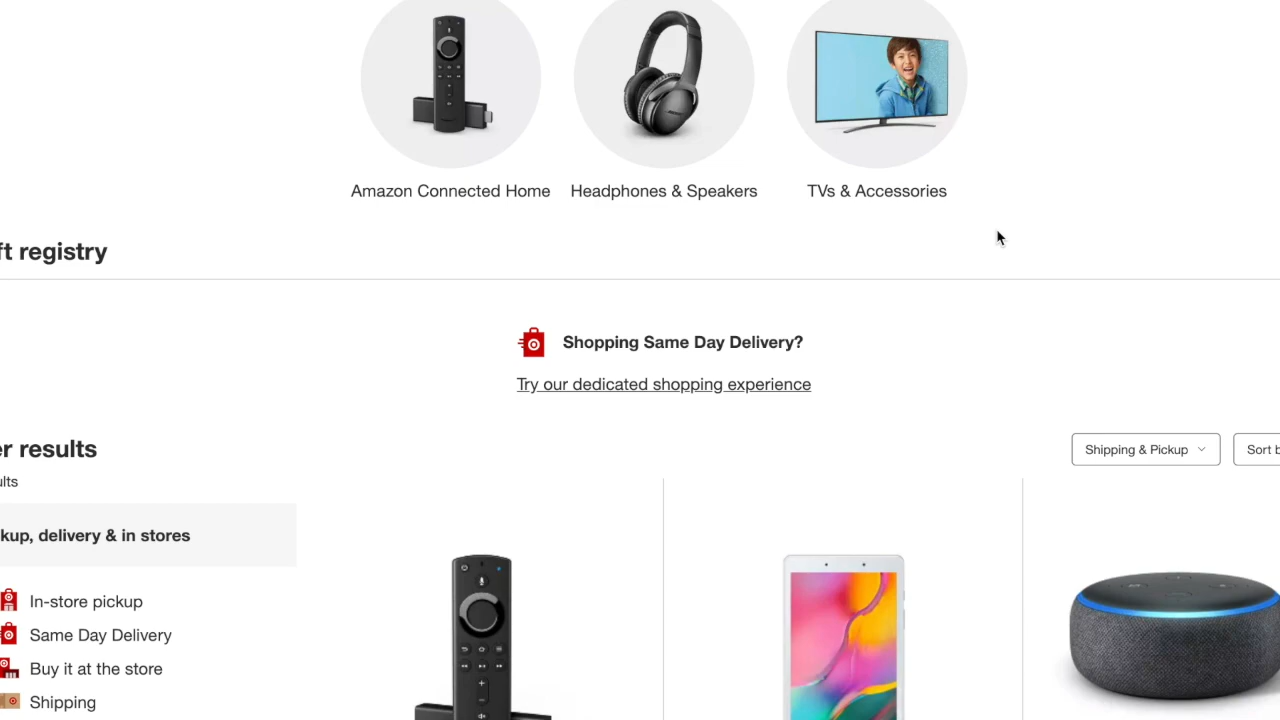 Amazon Connected Home
Headphones & Speakers
TVs & Accessories
ft registry
Shopping Same Day Delivery?
Try our dedicated shopping experience
er results
Shipping & Pickup
Sort b
ults
kup, delivery & in stores
In-store pickup
Same Day Delivery
Buy it at the store
Shipping